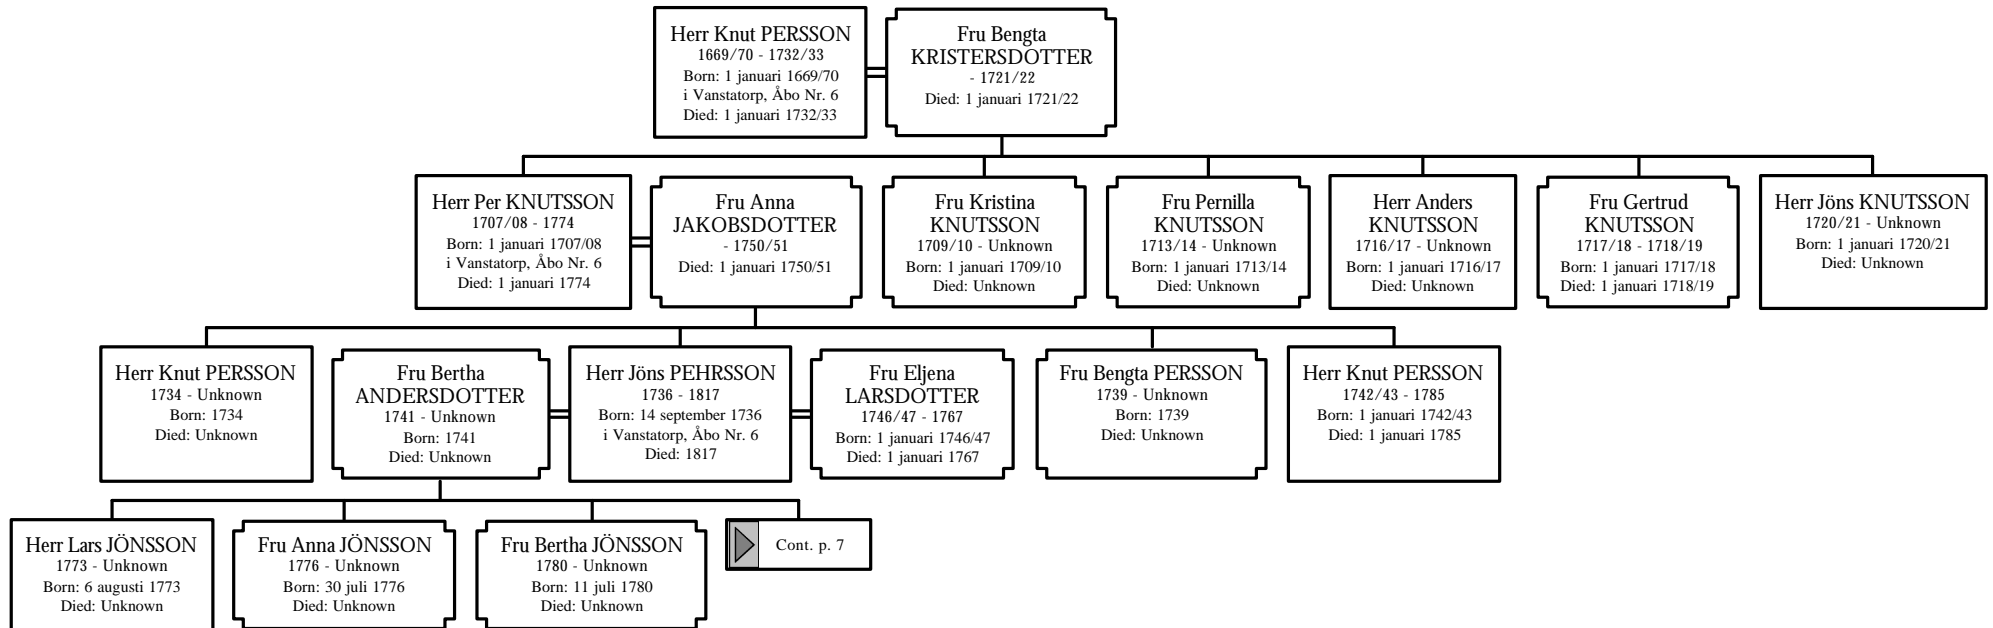 Herr Knut PERSSON
1669/70 - 1732/33
Born: 1 januari 1669/70
i Vanstatorp, Åbo Nr. 6
Died: 1 januari 1732/33
Fru Bengta
KRISTERSDOTTER
- 1721/22
Died: 1 januari 1721/22
Herr Per KNUTSSON
1707/08 - 1774
Born: 1 januari 1707/08
i Vanstatorp, Åbo Nr. 6
Died: 1 januari 1774
Fru Anna
JAKOBSDOTTER
- 1750/51
Died: 1 januari 1750/51
Fru Kristina
KNUTSSON
1709/10 - Unknown
Born: 1 januari 1709/10
Died: Unknown
Fru Pernilla
KNUTSSON
1713/14 - Unknown
Born: 1 januari 1713/14
Died: Unknown
Herr Anders
KNUTSSON
1716/17 - Unknown
Born: 1 januari 1716/17
Died: Unknown
Fru Gertrud
KNUTSSON
1717/18 - 1718/19
Born: 1 januari 1717/18
Died: 1 januari 1718/19
Herr Jöns KNUTSSON
1720/21 - Unknown
Born: 1 januari 1720/21
Died: Unknown
Herr Knut PERSSON
1734 - Unknown
Born: 1734
Died: Unknown
Fru Bertha
ANDERSDOTTER
1741 - Unknown
Born: 1741
Died: Unknown
Herr Jöns PEHRSSON
1736 - 1817
Born: 14 september 1736
i Vanstatorp, Åbo Nr. 6
Died: 1817
Fru Eljena
LARSDOTTER
1746/47 - 1767
Born: 1 januari 1746/47
Died: 1 januari 1767
Fru Bengta PERSSON
1739 - Unknown
Born: 1739
Died: Unknown
Herr Knut PERSSON
1742/43 - 1785
Born: 1 januari 1742/43
Died: 1 januari 1785
Herr Lars JÖNSSON
1773 - Unknown
Born: 6 augusti 1773
Died: Unknown
Fru Anna JÖNSSON
1776 - Unknown
Born: 30 juli 1776
Died: Unknown
Fru Bertha JÖNSSON
1780 - Unknown
Born: 11 juli 1780
Died: Unknown
Cont. p. 7